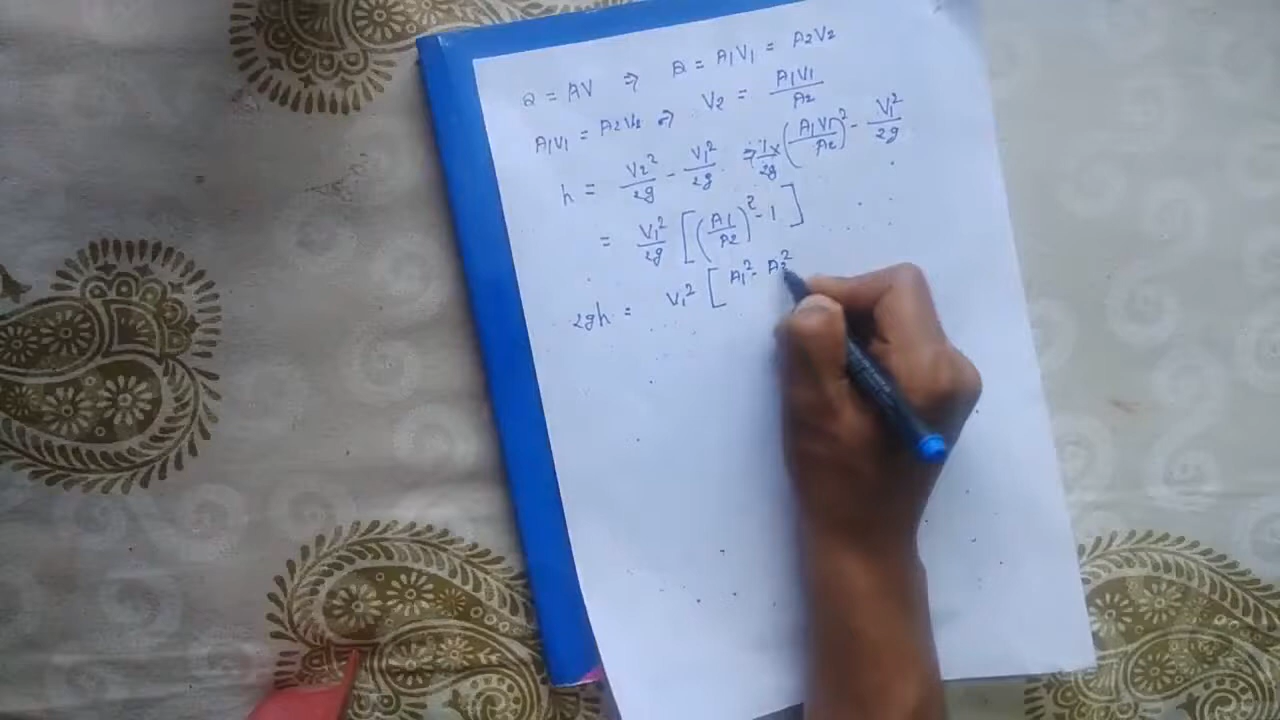 Q = AV ⇒ Q = A₁V₁ = A₂V₂
A₁V₁ = A₂V₂ ⇒ V₂ = A₁V₁/A₂
h = V₂²/2g - V₁²/2g ⇒ 1/2g × (A₁V₁/A₂)² - V₁²/2g
= V₁²/2g [(A₁/A₂)² - 1]
2gh = V₁² [A₁² - A₂²